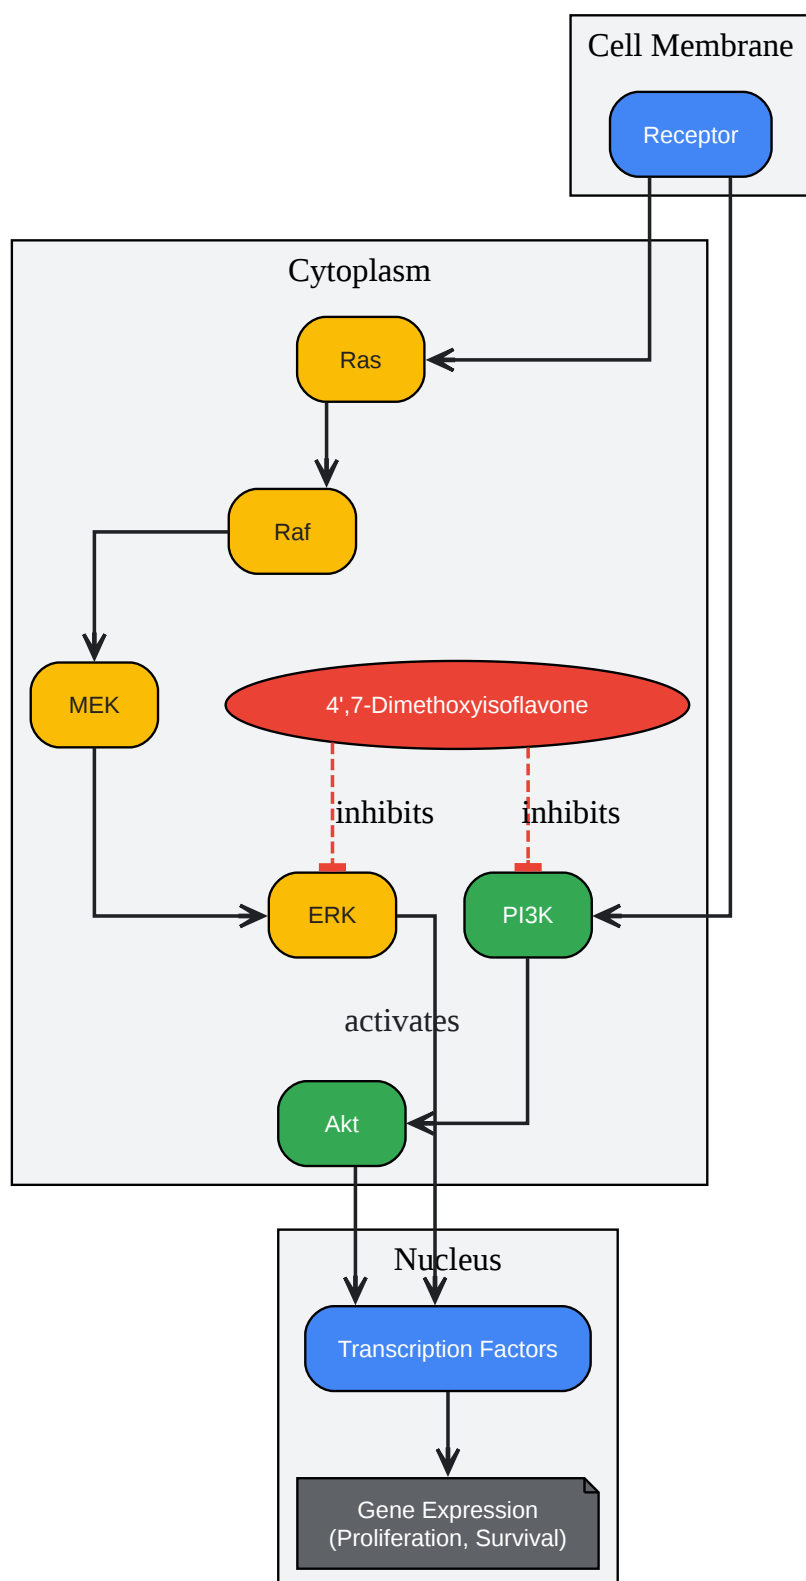 Cell Membrane
Receptor
Cytoplasm
Ras
Raf
MEK
4',7-Dimethoxyisoflavone
inhibits
inhibits
ERK
PI3K
activates
Akt
Nucleus
Transcription Factors
Gene Expression
(Proliferation, Survival)